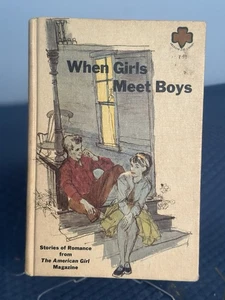 When Girls
Meet Boys
Stories of Romance
from
The American Girl
Magazine